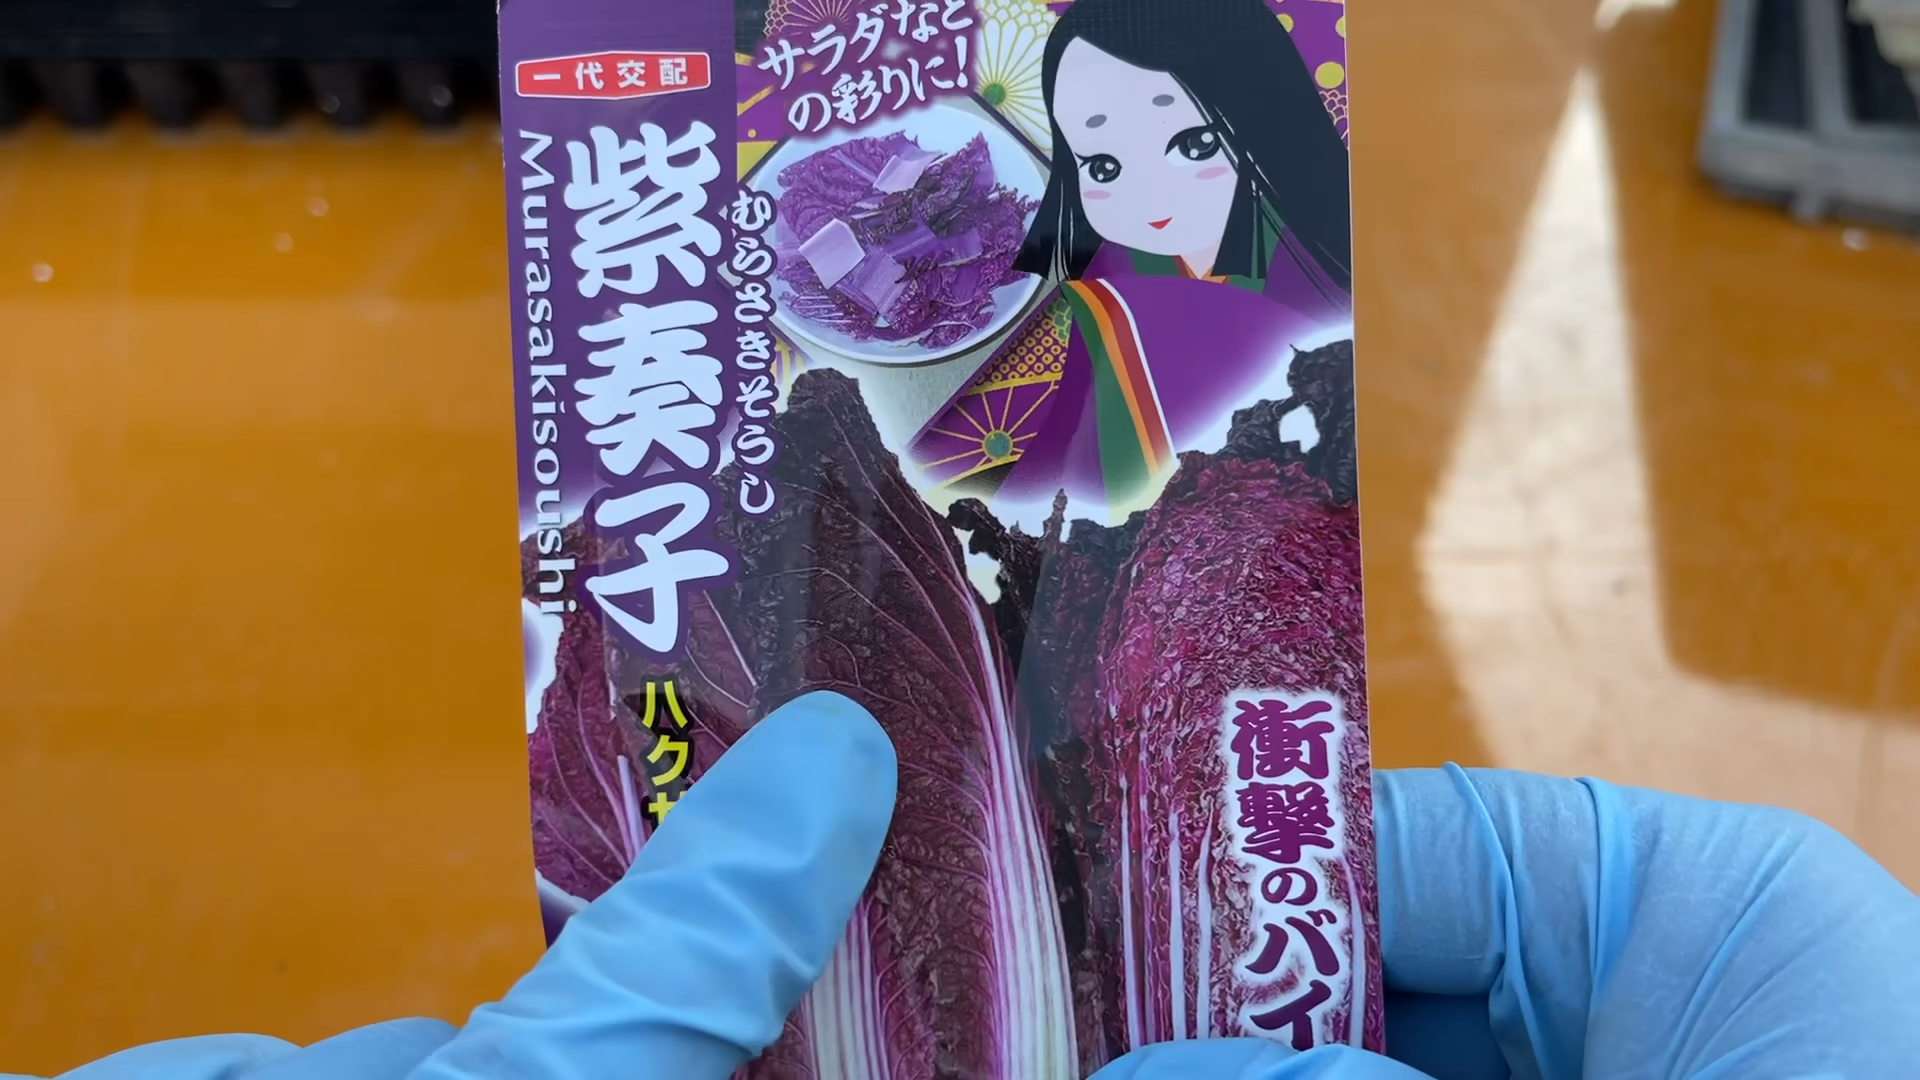 一代交配
紫奏子
むらさきそうし
Murasakisoushi
サラダなど
の彩りに!
ハク
衝撃のバイ